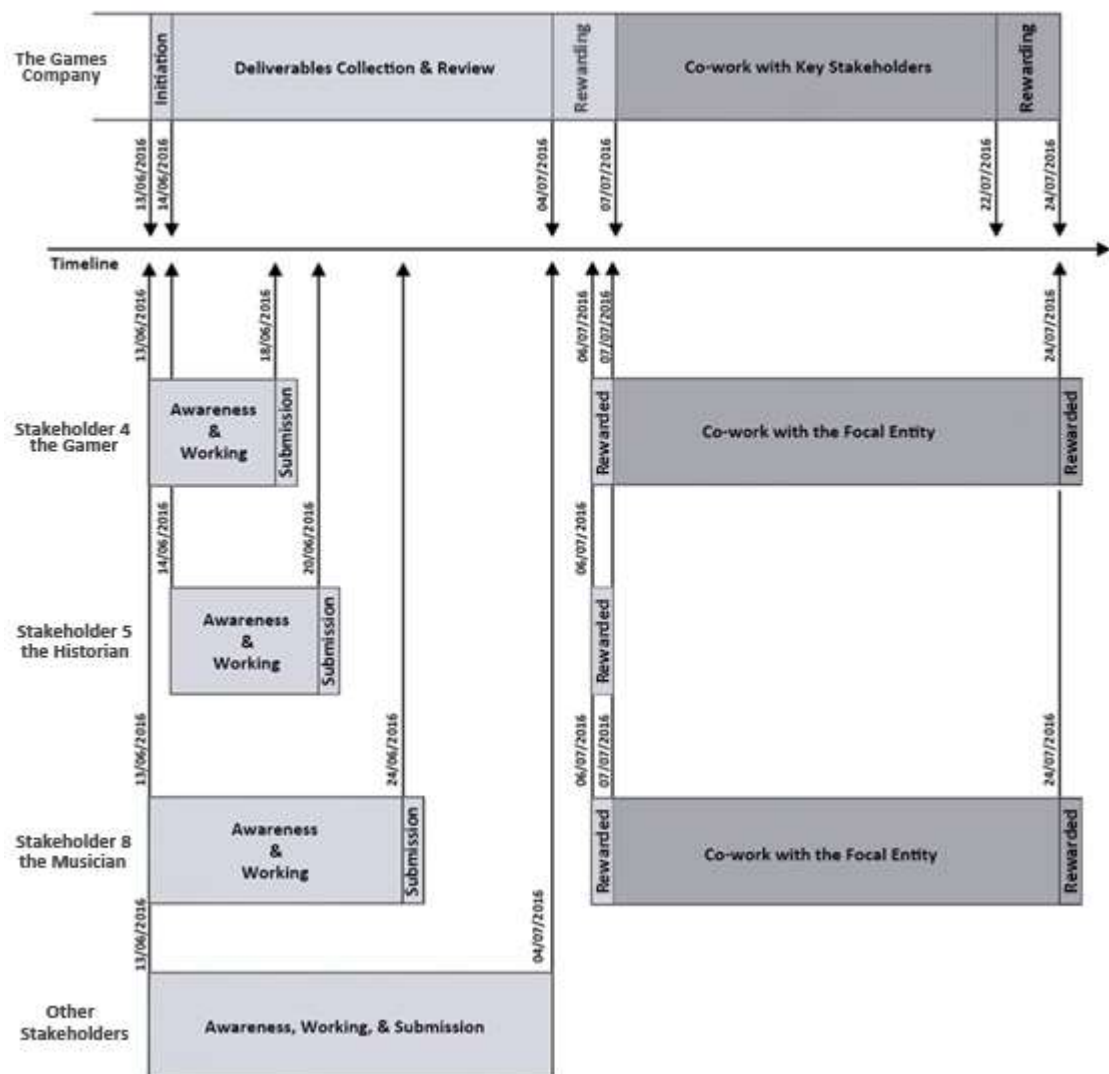 The Games
Company
Initiation
Deliverables Collection & Review
Rewarding
Co-work with Key Stakeholders
Rewarding
13/06/2016
14/06/2016
04/07/2016
07/07/2016
22/07/2016
24/07/2016
Timeline
13/06/2016
18/06/2016
06/07/2016
07/07/2016
24/07/2016
Stakeholder 4
the Gamer
Awareness
&
Working
Submission
Rewarded
Co-work with the Focal Entity
Rewarded
14/06/2016
20/06/2016
06/07/2016
Stakeholder 5
the Historian
Awareness
&
Working
Submission
Rewarded
13/06/2016
24/06/2016
06/07/2016
07/07/2016
24/07/2016
Stakeholder 8
the Musician
Awareness
&
Working
Submission
Rewarded
Co-work with the Focal Entity
Rewarded
13/06/2016
04/07/2016
Other
Stakeholders
Awareness, Working, & Submission